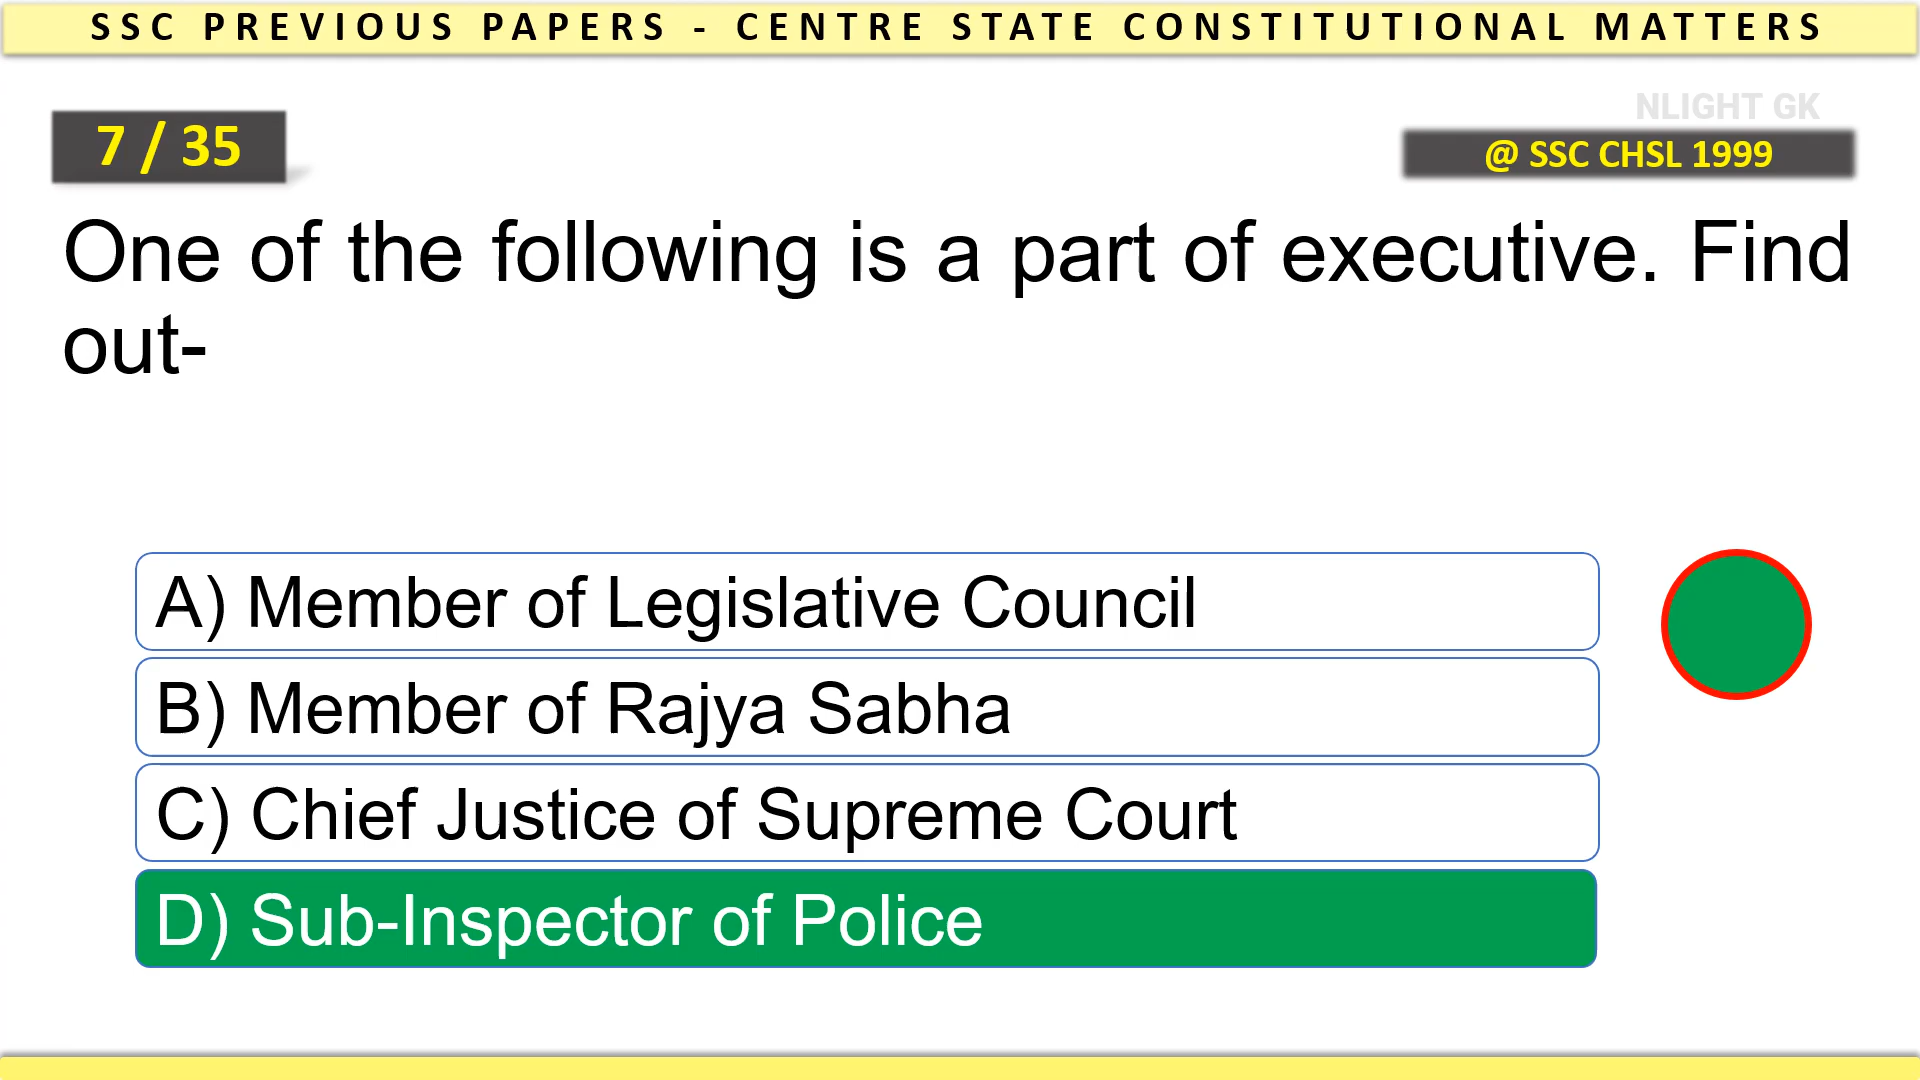 SSC PREVIOUS PAPERS - CENTRE STATE CONSTITUTIONAL MATTERS
NLIGHT GK
7 / 35
@ SSC CHSL 1999
One of the following is a part of executive. Find
out-
A) Member of Legislative Council
B) Member of Rajya Sabha
C) Chief Justice of Supreme Court
D) Sub-Inspector of Police